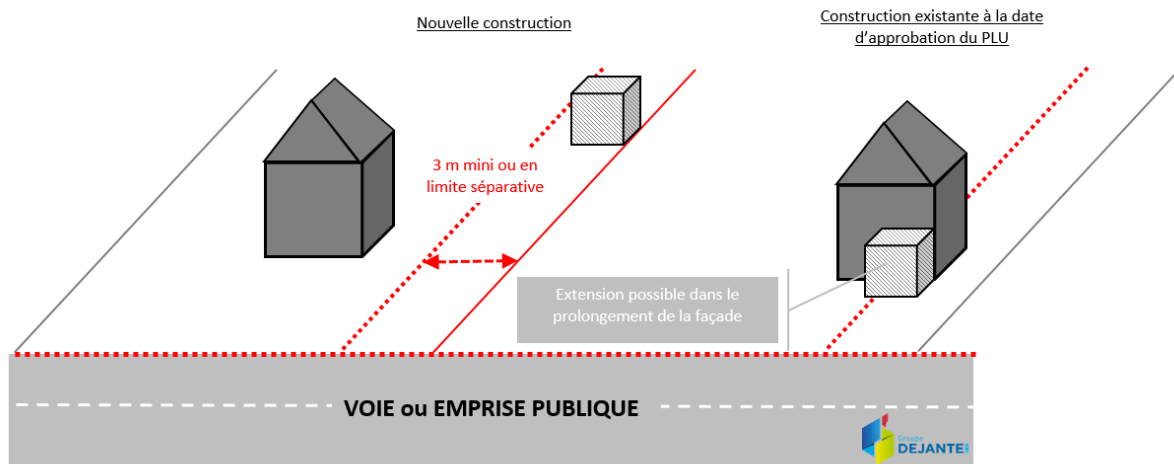 Nouvelle construction
Construction existante à la date
d’approbation du PLU
3 m mini ou en
limite séparative
Extension possible dans le
prolongement de la façade
VOIE ou EMPRISE PUBLIQUE
Groupe
DEJANTE